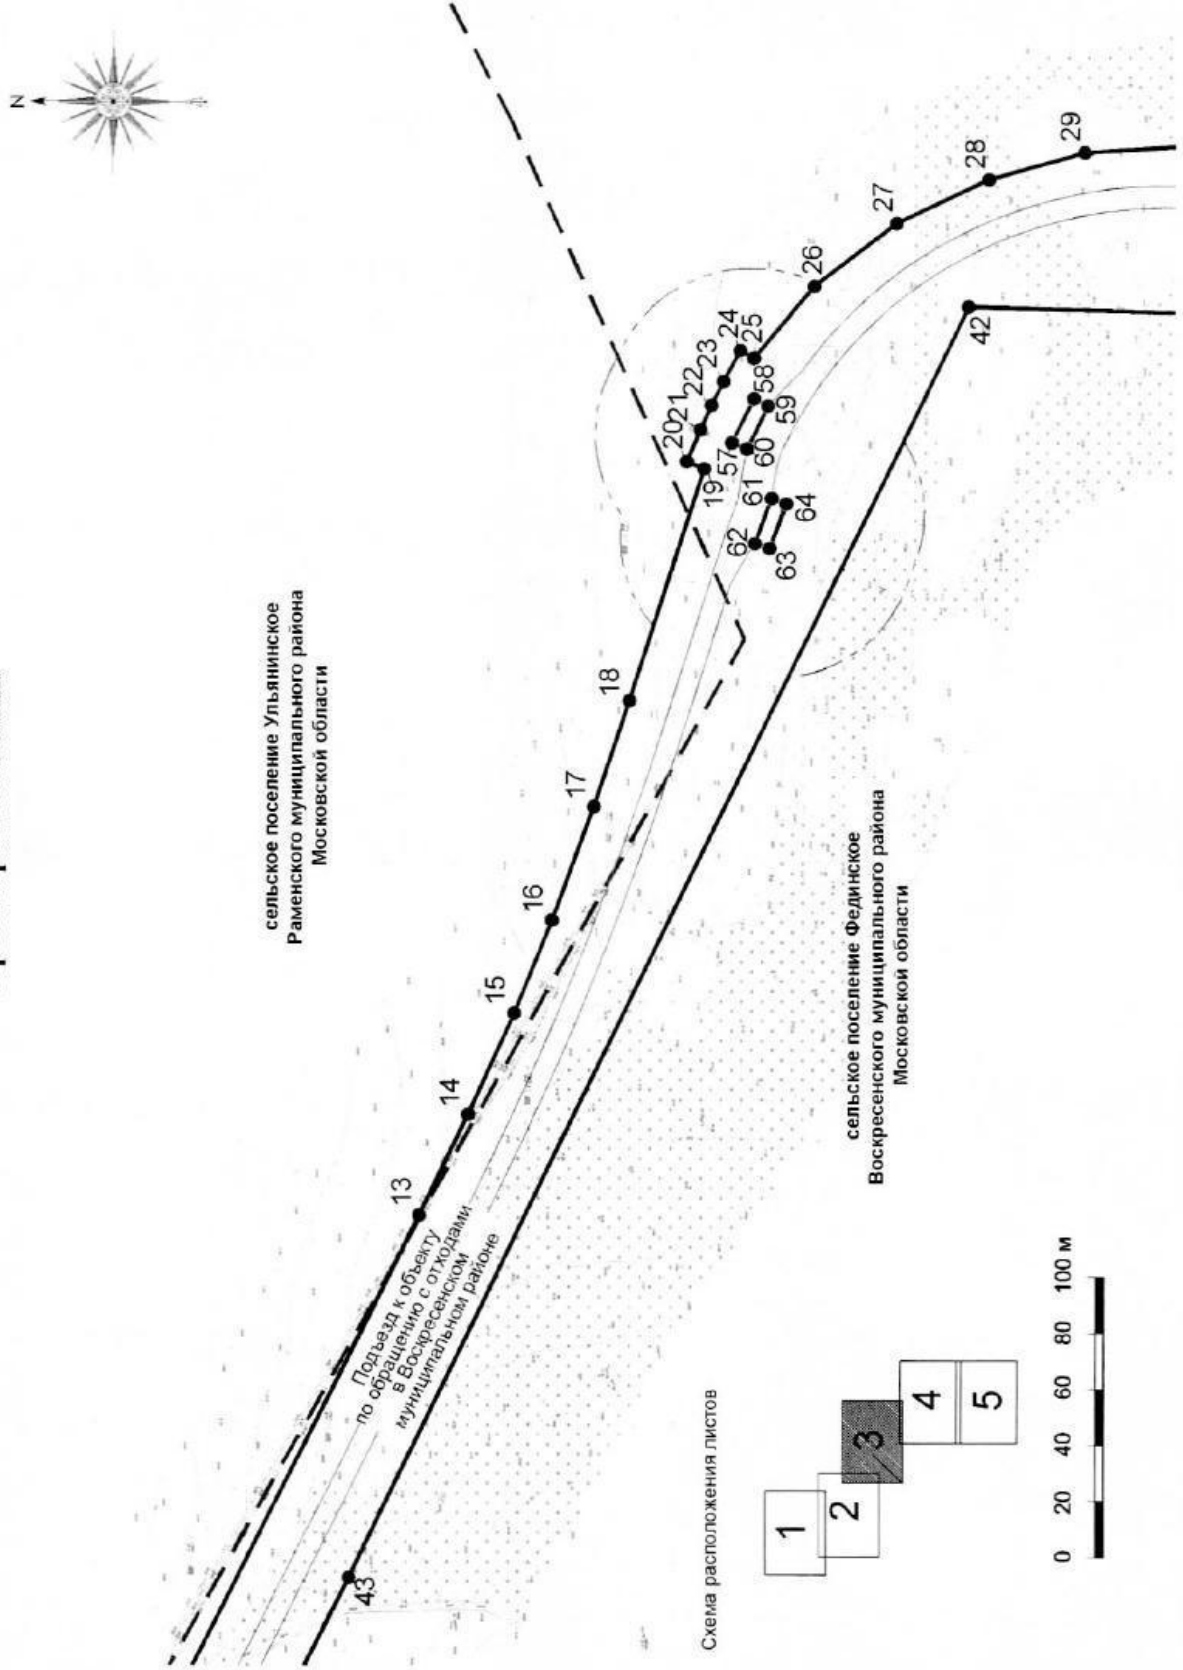 N
сельское поселение Ульянинское
Раменского муниципального района
Московской области
13
14
15
16
17
18
19
20
21
22
23
24
25
26
27
28
29
42
43
57
58
59
60
61
62
63
64
Подъезд к объекту
по обращению с отходами
в Воскресенском
муниципальном районе
сельское поселение Фединское
Воскресенского муниципального района
Московской области
Схема расположения листов
1
2
3
4
5
0 20 40 60 80 100 м